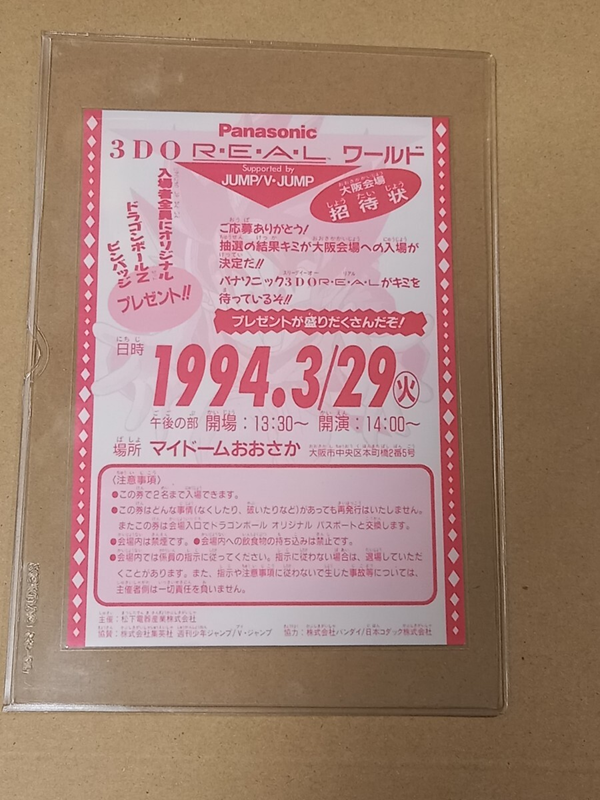 Panasonic
3DO R・E・A・L ワールド
Supported by
JUMP/V・JUMP
大阪会場
招待状
入場者全員にオリジナル
ドラゴンボールZ
ピンバッジ
プレゼント!!
ご応募ありがとう!
抽選の結果キミが大阪会場への入場が
決定だ!!
パナソニック3DO R・E・A・Lがキミを
待っているぞ!!
プレゼントが盛りだくさんだぞ!
日時
1994.3/29㊋
午後の部 開場：13:30〜 開演：14:00〜
場所 マイドームおおさか 大阪市中央区本町橋2番5号
〈注意事項〉
●この券で2名まで入場できます。
●この券はどんな事情(なくしたり、破いたりなど)があっても再発行はいたしません。
またこの券は会場入口でドラゴンボール オリジナル パスポートと交換します。
●会場内は禁煙です。●会場内への飲食物の持ち込みは禁止です。
●会場内では係員の指示に従ってください。指示に従わない場合は、退場していただ
くことがあります。また、指示や注意事項に従わないで生じた事故等については、
主催者側は一切責任を負いません。
主催：松下電器産業株式会社
協賛：株式会社集英社 週刊少年ジャンプ/V・ジャンプ 協力：株式会社バンダイ/日本コダック株式会社